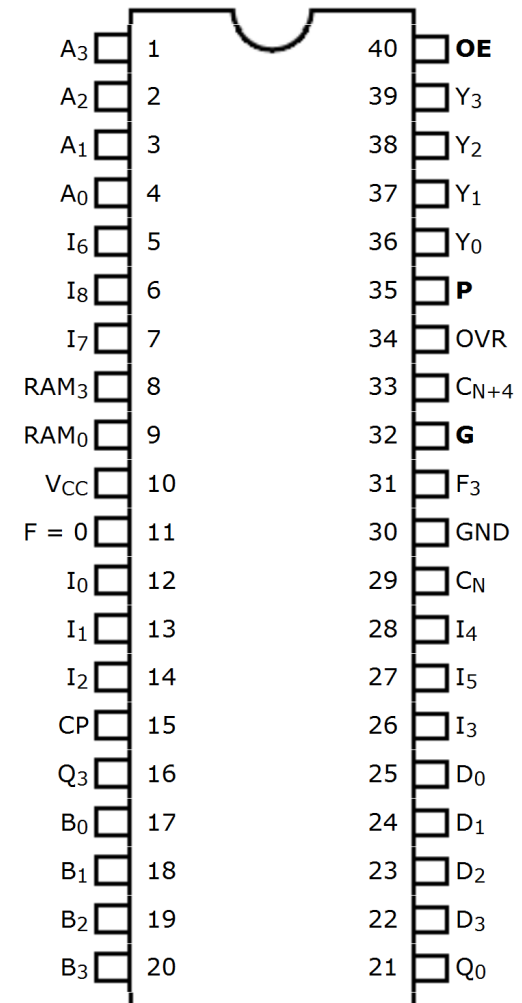 A₃ 1 40 OE
A₂ 2 39 Y₃
A₁ 3 38 Y₂
A₀ 4 37 Y₁
I₆ 5 36 Y₀
I₈ 6 35 P
I₇ 7 34 OVR
RAM₃ 8 33 C_N+4
RAM₀ 9 32 G
V_CC 10 31 F₃
F = 0 11 30 GND
I₀ 12 29 C_N
I₁ 13 28 I₄
I₂ 14 27 I₅
CP 15 26 I₃
Q₃ 16 25 D₀
B₀ 17 24 D₁
B₁ 18 23 D₂
B₂ 19 22 D₃
B₃ 20 21 Q₀